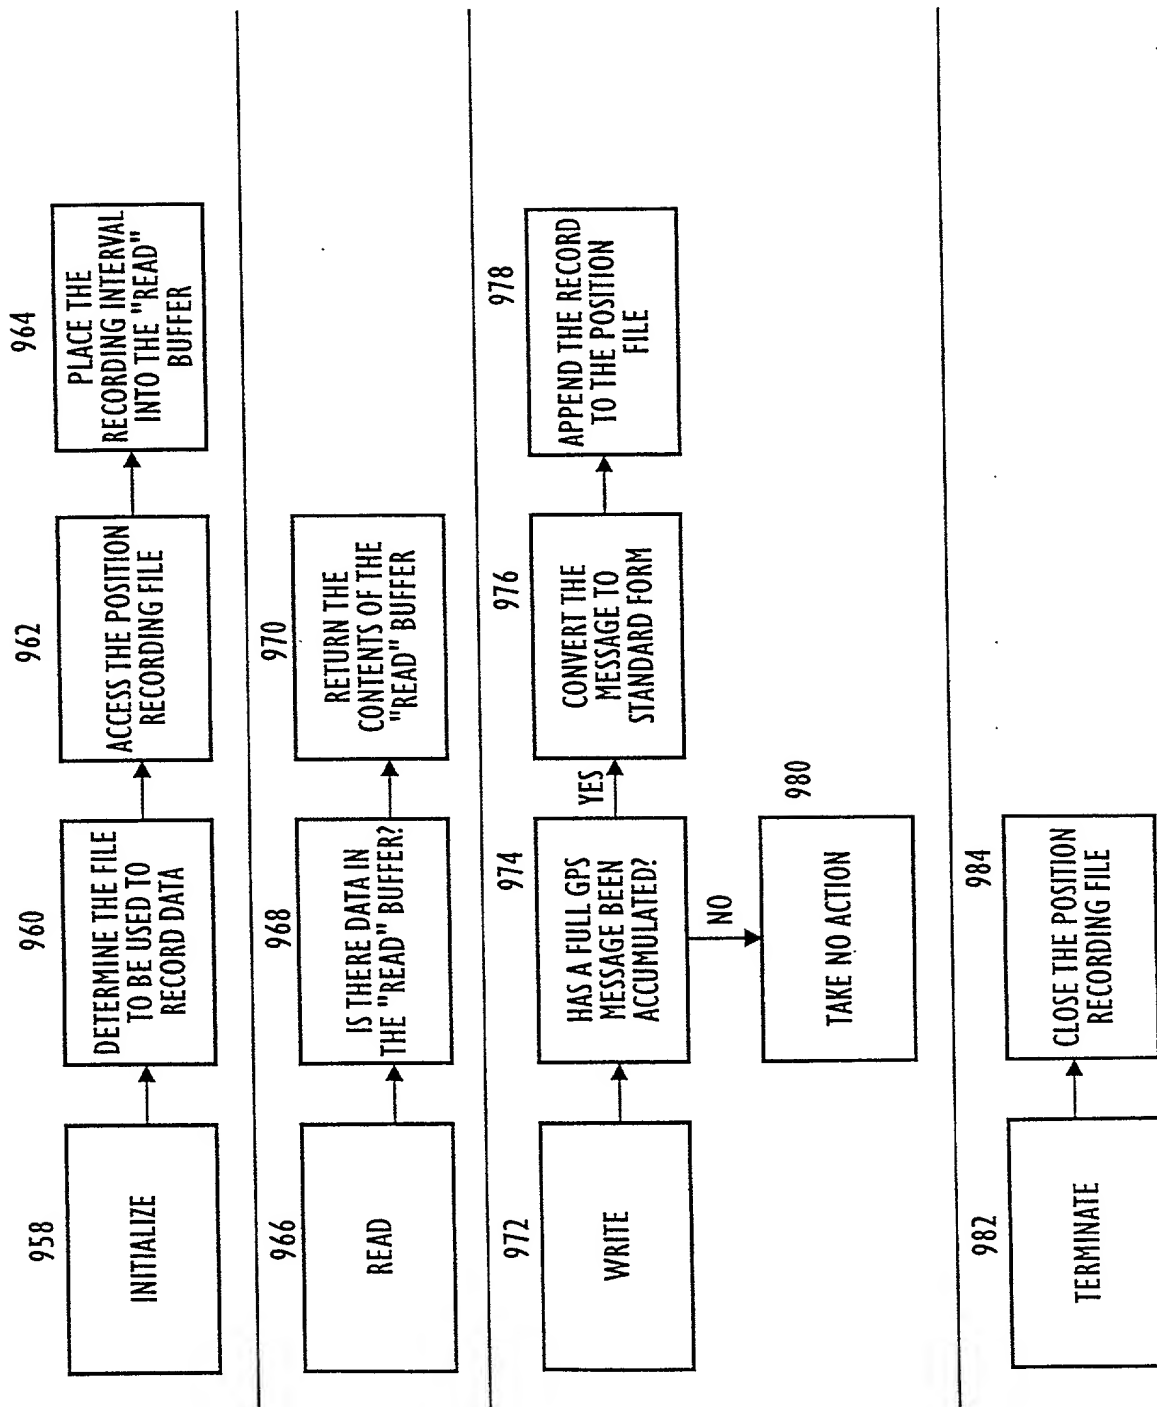 958
INITIALIZE
960
DETERMINE THE FILE
TO BE USED TO
RECORD DATA
962
ACCESS THE POSITION
RECORDING FILE
964
PLACE THE
RECORDING INTERVAL
INTO THE "READ"
BUFFER
966
READ
968
IS THERE DATA IN
THE "READ" BUFFER?
970
RETURN THE
CONTENTS OF THE
"READ" BUFFER
972
WRITE
974
HAS A FULL GPS
MESSAGE BEEN
ACCUMULATED?
YES
976
CONVERT THE
MESSAGE TO
STANDARD FORM
978
APPEND THE RECORD
TO THE POSITION
FILE
NO
980
TAKE NO ACTION
982
TERMINATE
984
CLOSE THE POSITION
RECORDING FILE